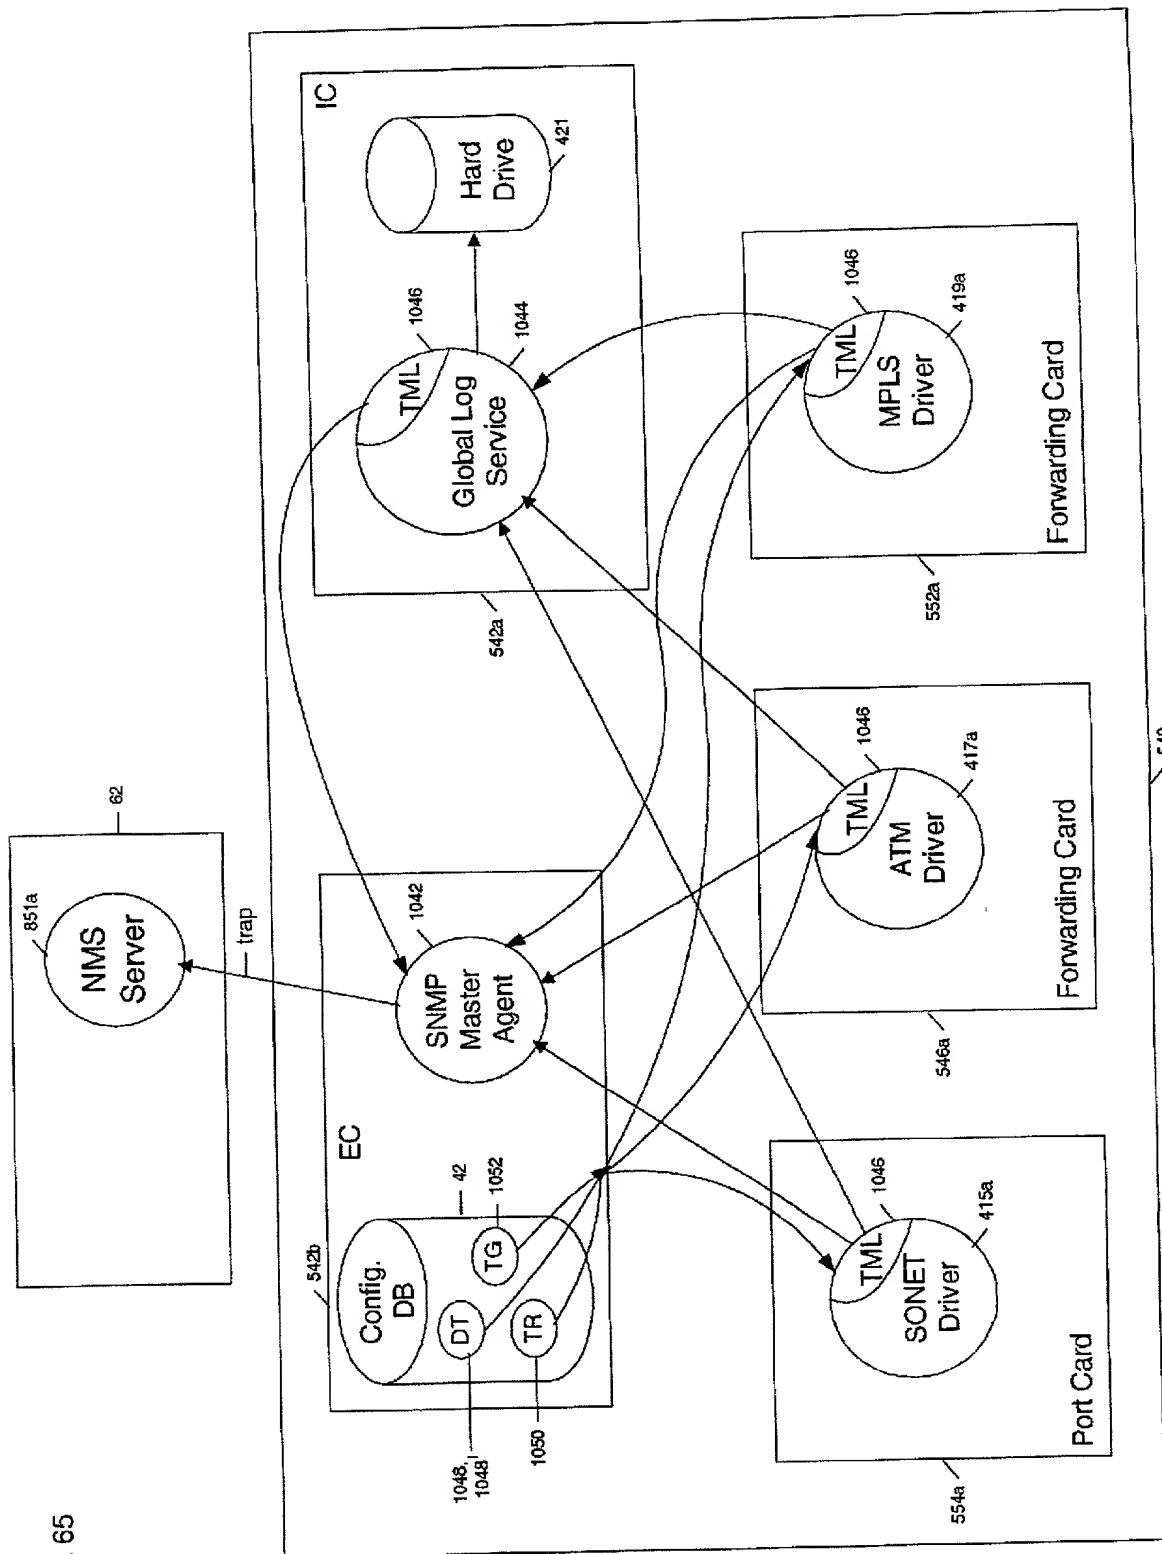 65
62
851a
NMS
Server
trap
542b
Config.
DB
42
DT
TG
1052
TR
1048,
1048'
1050
EC
1042
SNMP
Master
Agent
542a
IC
TML
1046
Global Log
Service
1044
Hard
Drive
421
554a
TML
1046
SONET
Driver
415a
Port Card
546a
TML
1046
ATM
Driver
417a
Forwarding Card
552a
TML
1046
MPLS
Driver
419a
Forwarding Card